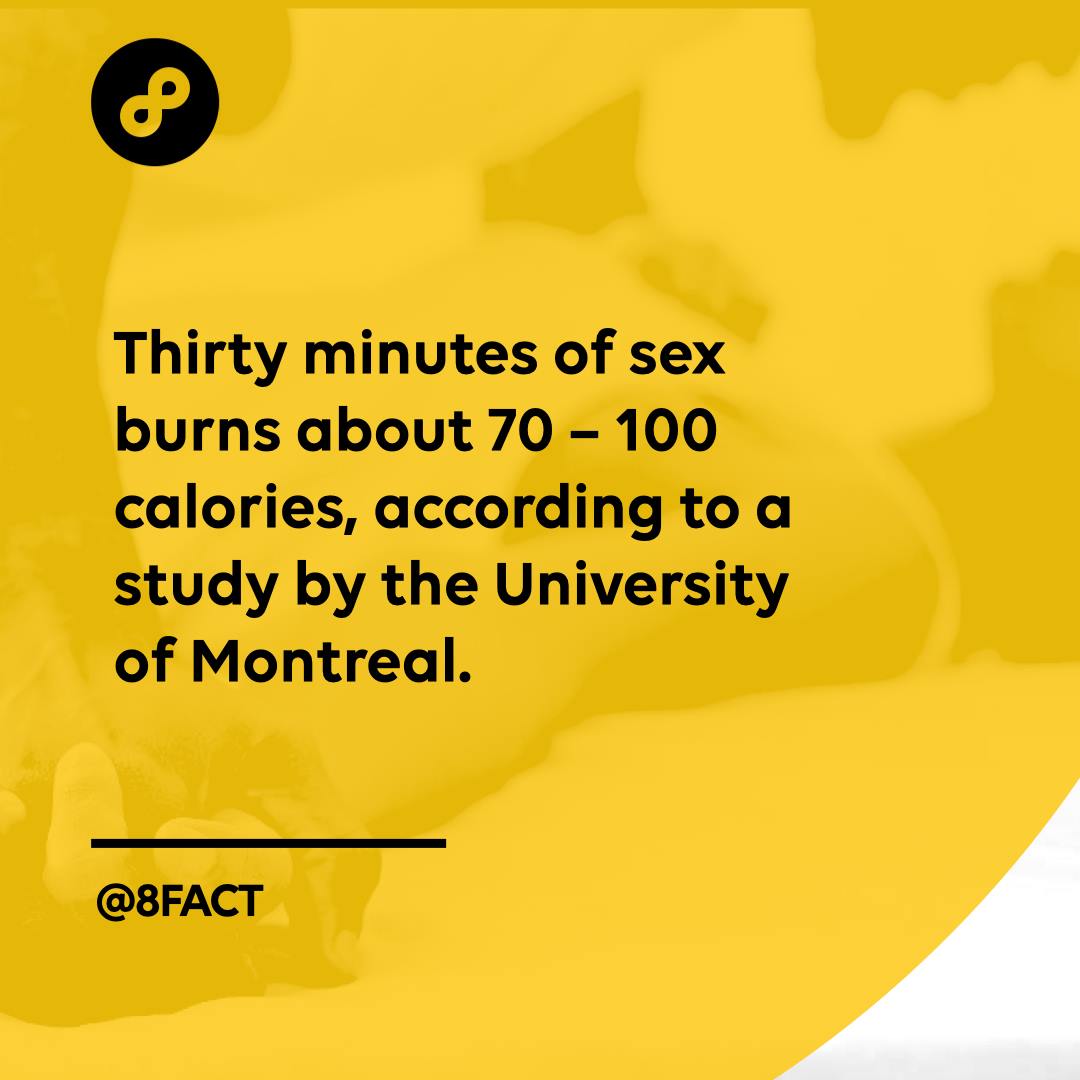 Thirty minutes of sex
burns about 70 – 100
calories, according to a
study by the University
of Montreal.
@8FACT